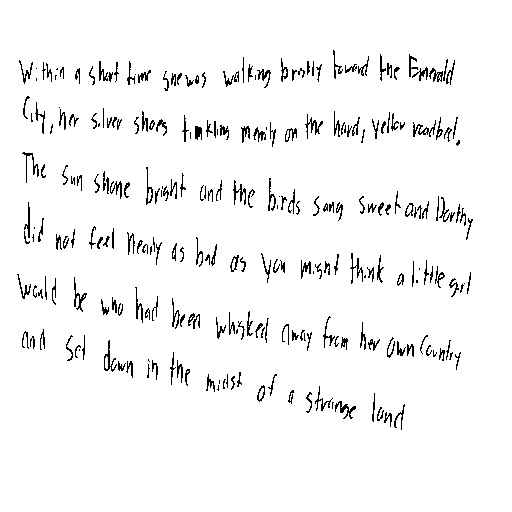 Within a short time she was walking briskly toward the Emerald
City, her silver shoes tinkling merrily on the hard, yellow roadbed.
The sun shone bright and the birds sang sweet and Dorthy
did not feel nearly as bad as you might think a little girl
would be who had been whisked away from her own country
and set down in the midst of a strange land